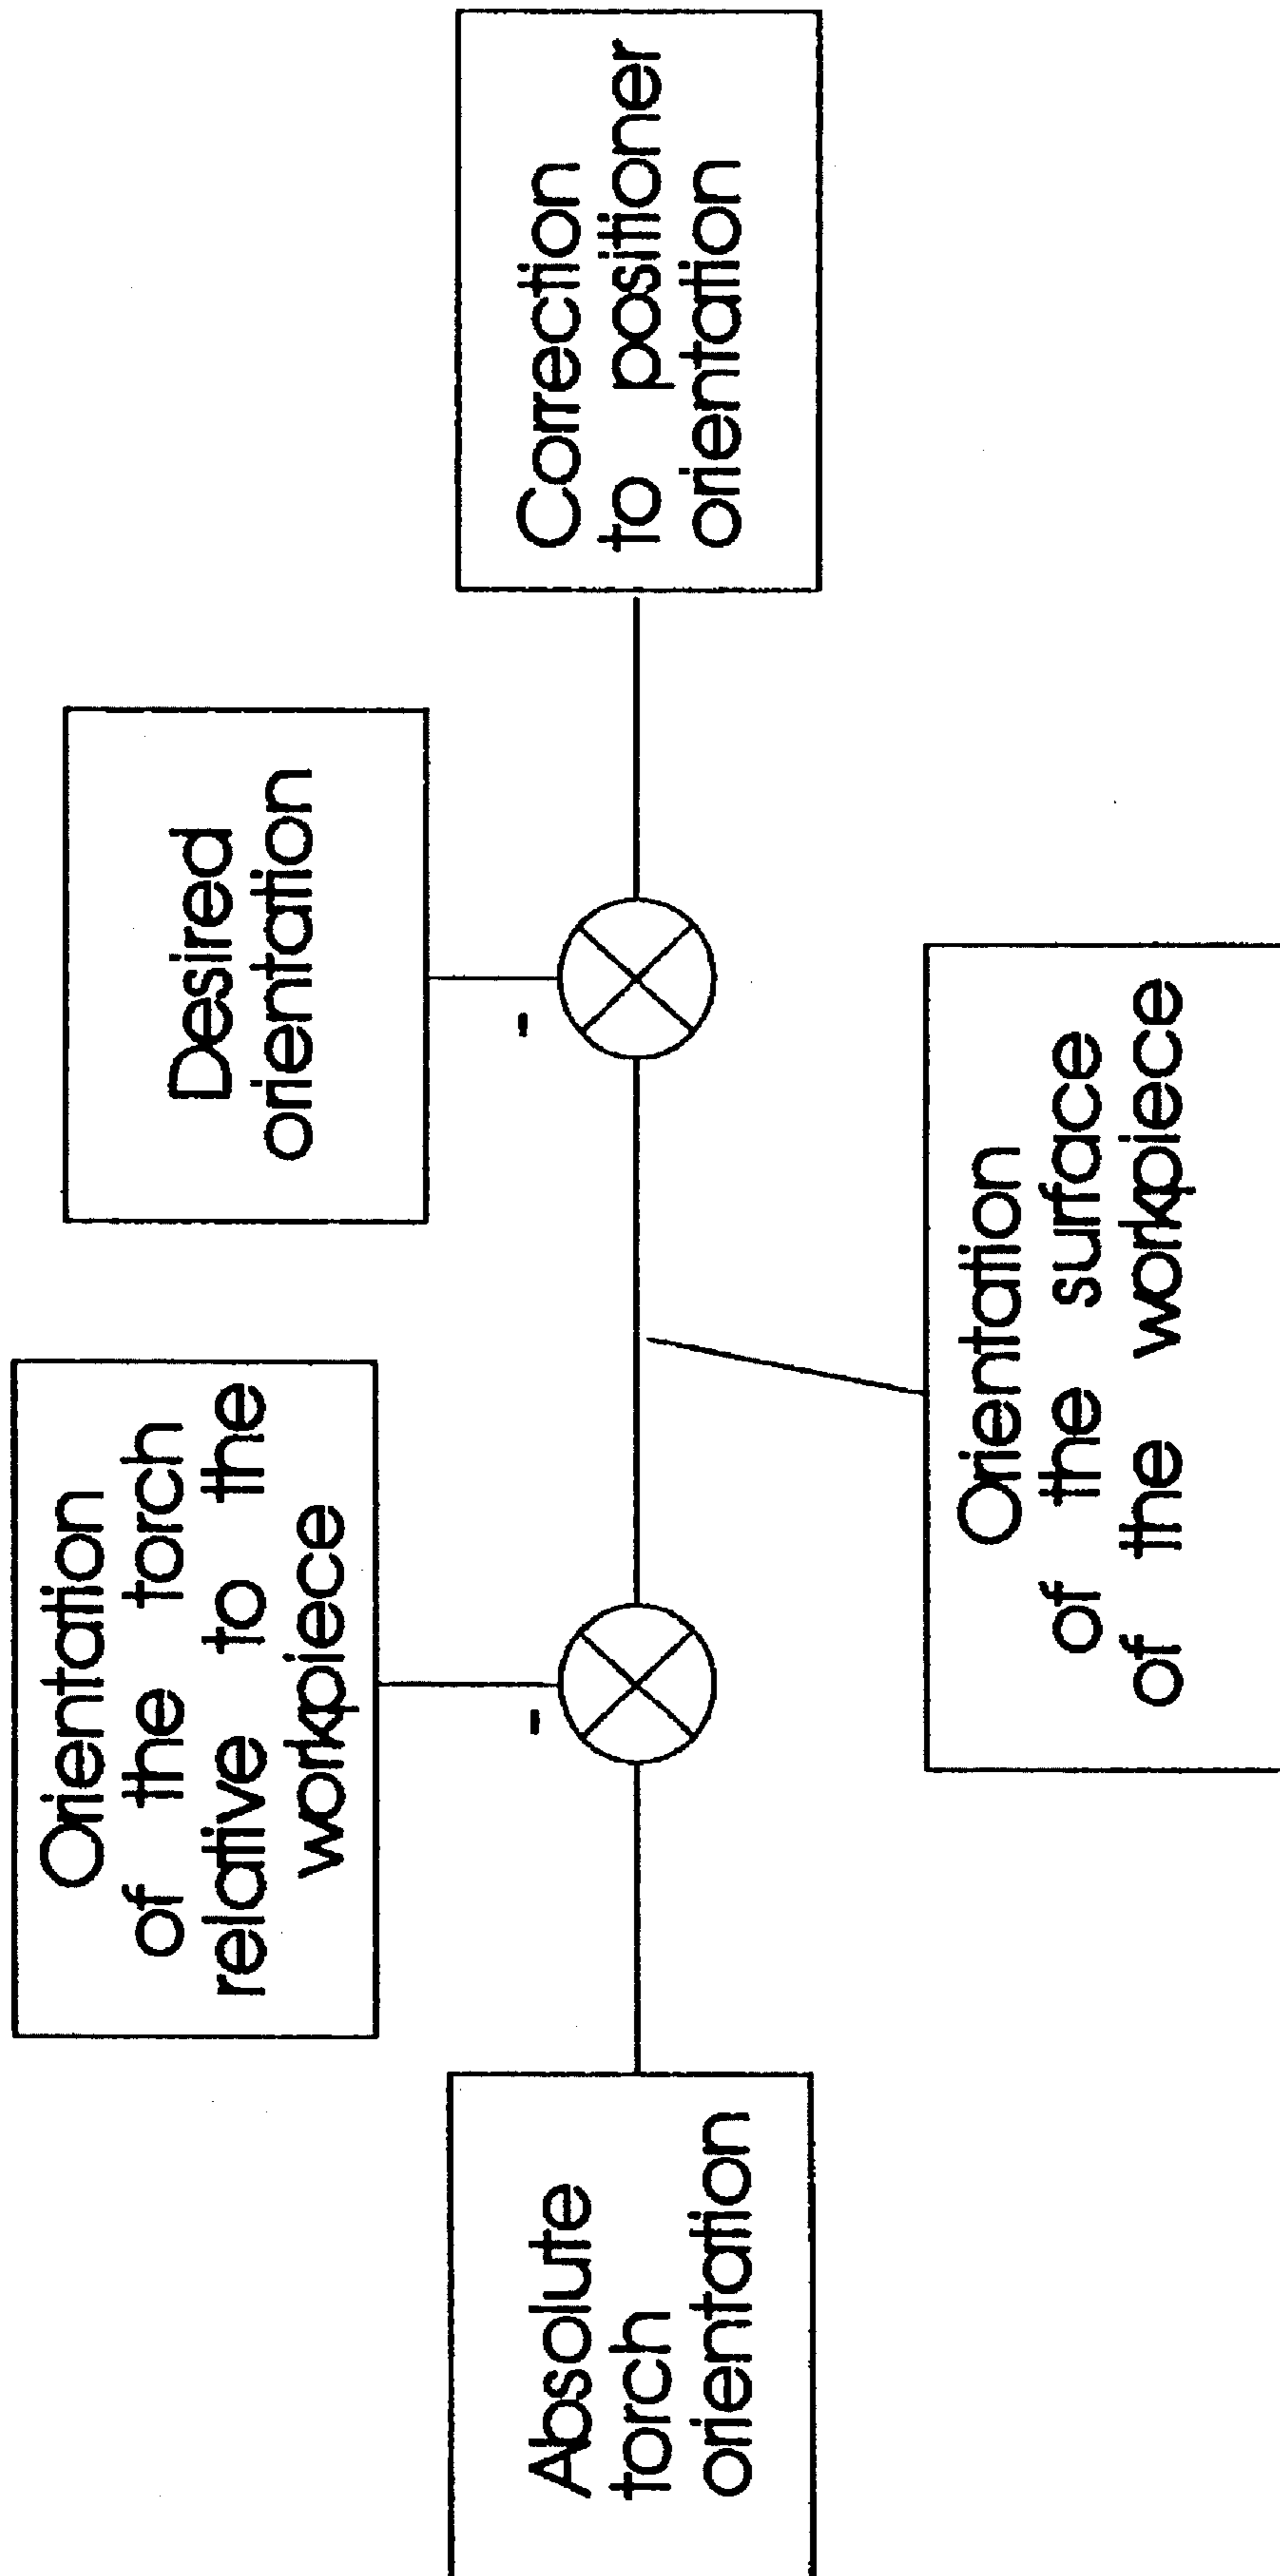 Orientation
of the torch
relative to the
workpiece
Desired
orientation
-
-
Absolute
torch
orientation
Correction
to positioner
orientation
Orientation
of the surface
of the workpiece